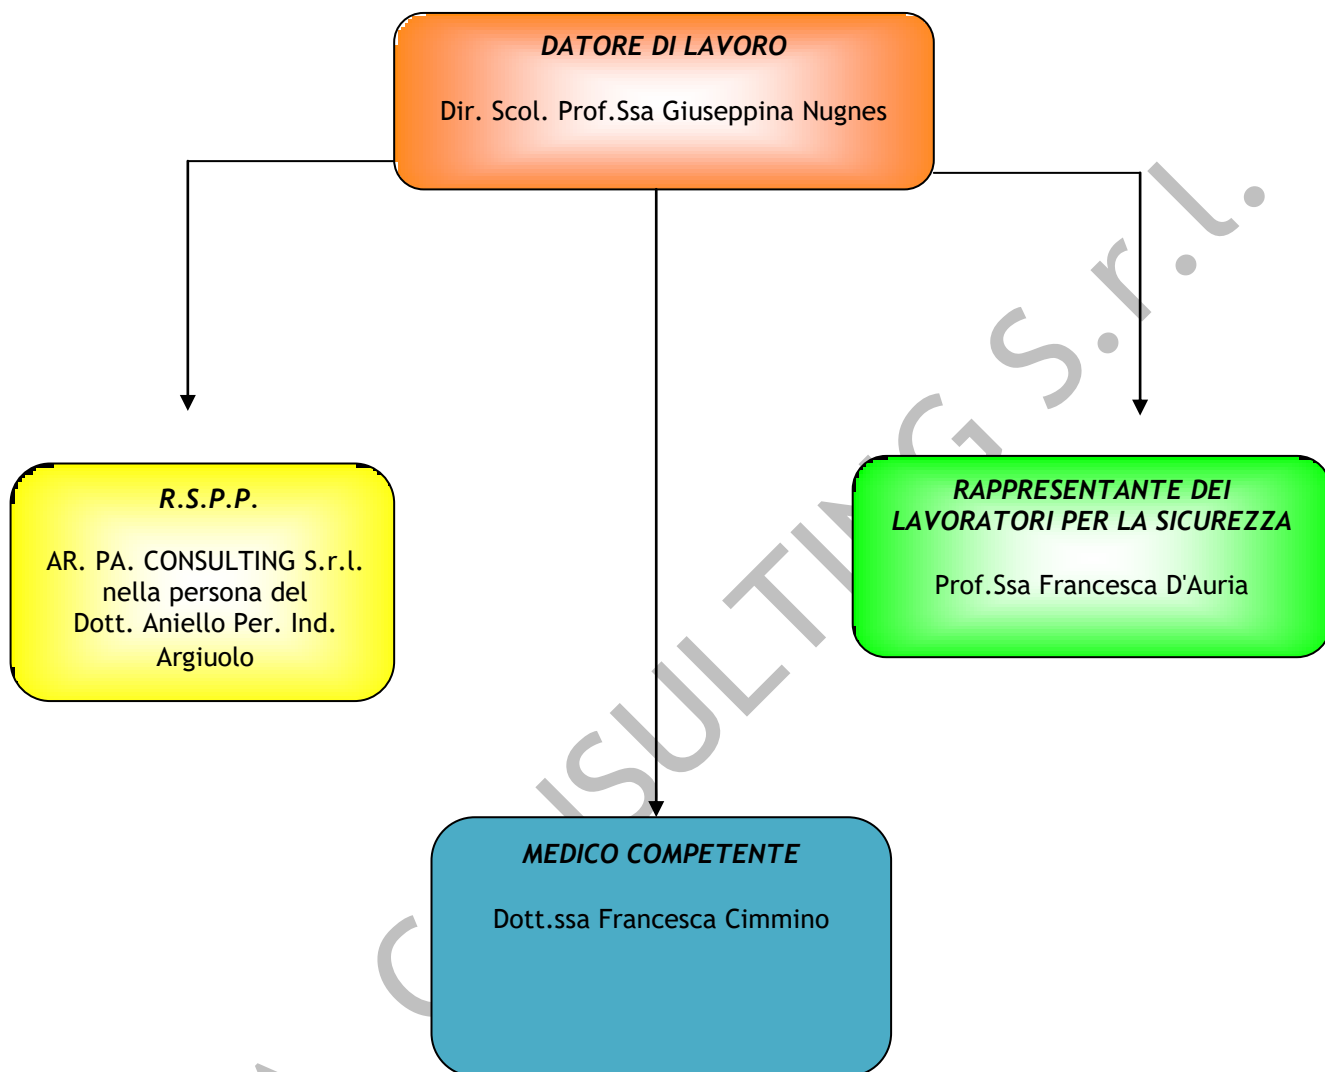 DATORE DI LAVORO
Dir. Scol. Prof.Ssa Giuseppina Nugnes
R.S.P.P.
AR. PA. CONSULTING S.r.l.
nella persona del
Dott. Aniello Per. Ind.
Argiuolo
RAPPRESENTANTE DEI
LAVORATORI PER LA SICUREZZA
Prof.Ssa Francesca D'Auria
MEDICO COMPETENTE
Dott.ssa Francesca Cimmino
CONSULTING S.r.l.